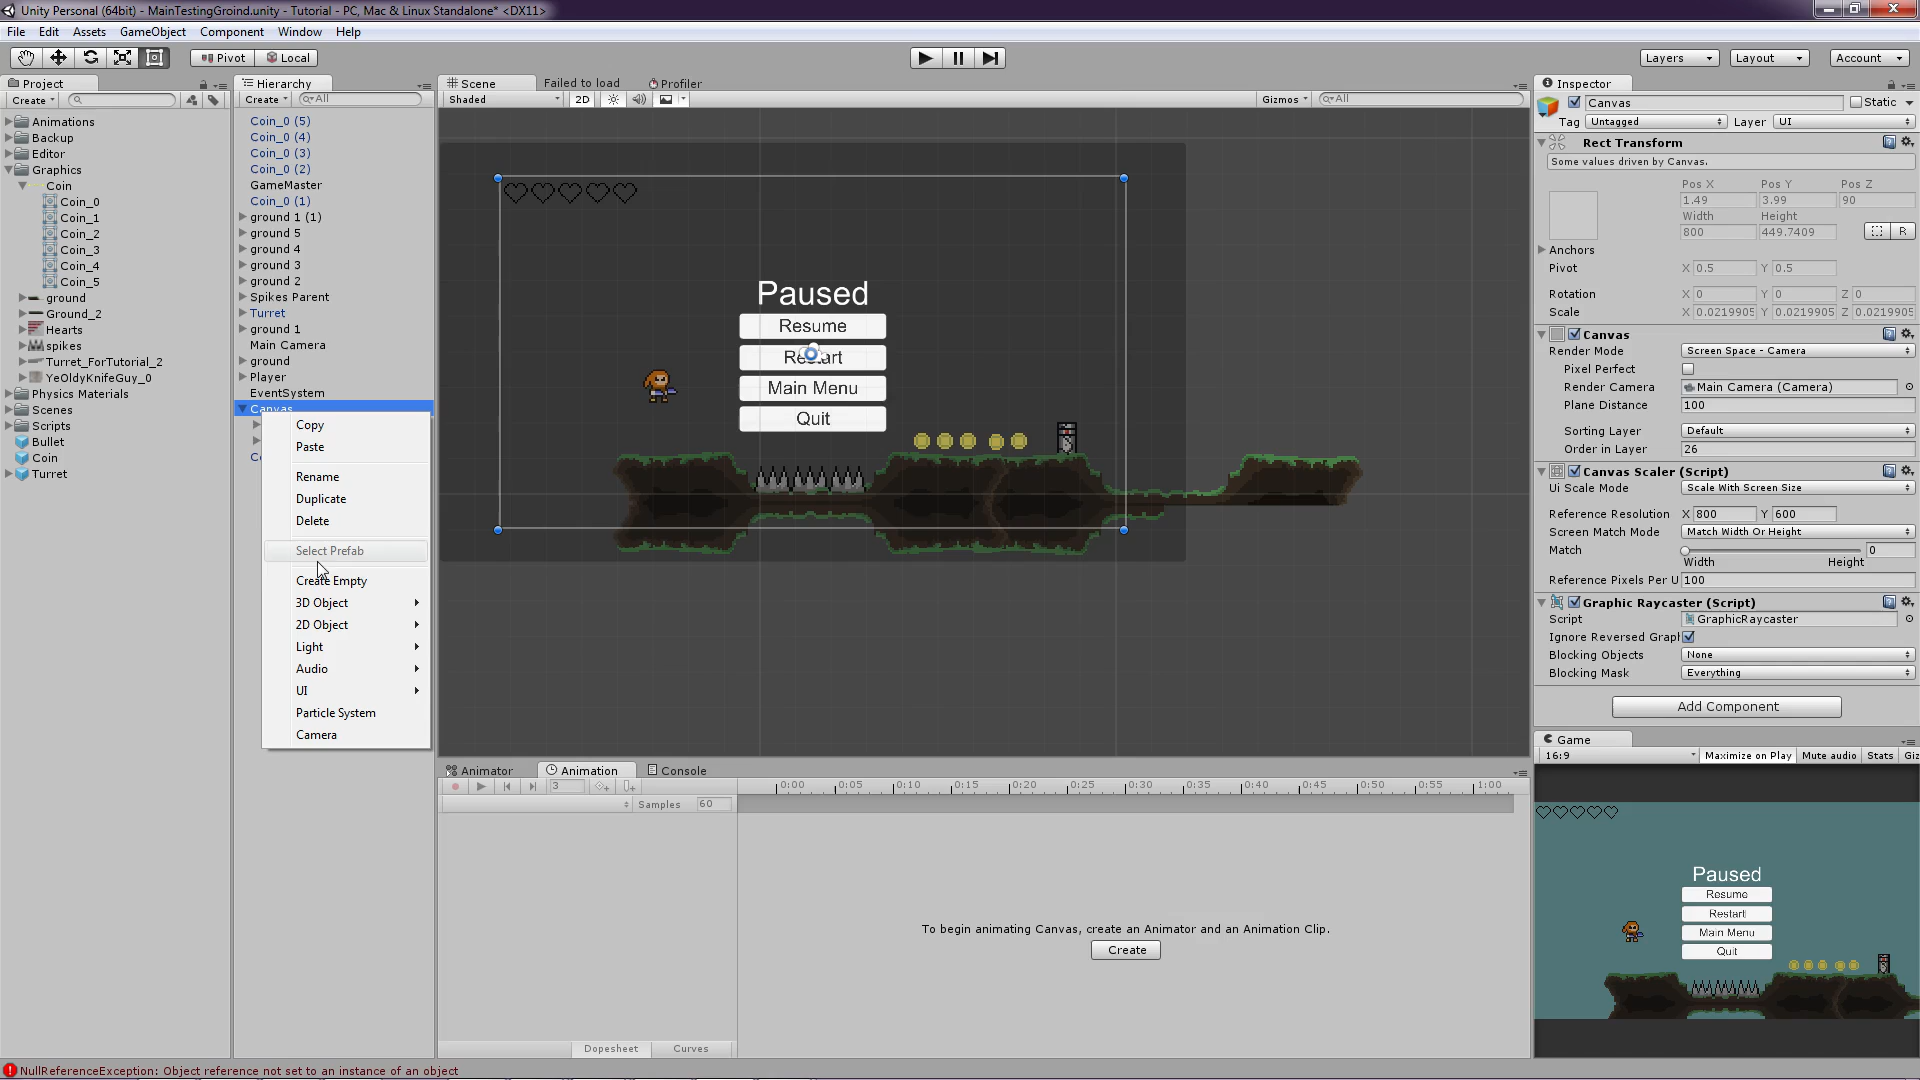 Unity Personal (64bit) - MainTestingGroind.unity - Tutorial - PC, Mac & Linux Standalone* <DX11>
File Edit Assets GameObject Component Window Help
Pivot Local Layers Layout Account
Project
Create
Animations
Backup
Editor
Graphics
Coin
Coin_0
Coin_1
Coin_2
Coin_3
Coin_4
Coin_5
ground
Ground_2
Hearts
spikes
Turret_ForTutorial_2
YeOldyKnifeGuy_0
Physics Materials
Scenes
Scripts
Bullet
Coin
Turret
Hierarchy
Create All
Coin_0 (5)
Coin_0 (4)
Coin_0 (3)
Coin_0 (2)
GameMaster
Coin_0 (1)
ground 1 (1)
ground 5
ground 4
ground 3
ground 2
Spikes Parent
Turret
ground 1
Main Camera
ground
Player
EventSystem
Canvas
Copy
Paste
Rename
Duplicate
Delete
Select Prefab
Create Empty
3D Object
2D Object
Light
Audio
UI
Particle System
Camera
Scene Failed to load Profiler
Shaded 2D Gizmos All
Paused
Resume
Restart
Main Menu
Quit
Animator Animation Console
3 0:00 0:05 0:10 0:15 0:20 0:25 0:30 0:35 0:40 0:45 0:50 0:55 1:00
Samples 60
To begin animating Canvas, create an Animator and an Animation Clip.
Create
Dopesheet Curves
Inspector
Canvas Static
Tag Untagged Layer UI
Rect Transform
Some values driven by Canvas.
Pos X Pos Y Pos Z
1.49 3.99 90
Width Height
800 449.7409 R
Anchors
Pivot X 0.5 Y 0.5
Rotation X 0 Y 0 Z 0
Scale X 0.0219905 Y 0.0219905 Z 0.0219905
Canvas
Render Mode Screen Space - Camera
Pixel Perfect
Render Camera Main Camera (Camera)
Plane Distance 100
Sorting Layer Default
Order in Layer 26
Canvas Scaler (Script)
Ui Scale Mode Scale With Screen Size
Reference Resolution X 800 Y 600
Screen Match Mode Match Width Or Height
Match 0
Width Height
Reference Pixels Per U 100
Graphic Raycaster (Script)
Script GraphicRaycaster
Ignore Reversed Graph
Blocking Objects None
Blocking Mask Everything
Add Component
Game
16:9 Maximize on Play Mute audio Stats Giz
Paused
Resume
Restart
Main Menu
Quit
NullReferenceException: Object reference not set to an instance of an object